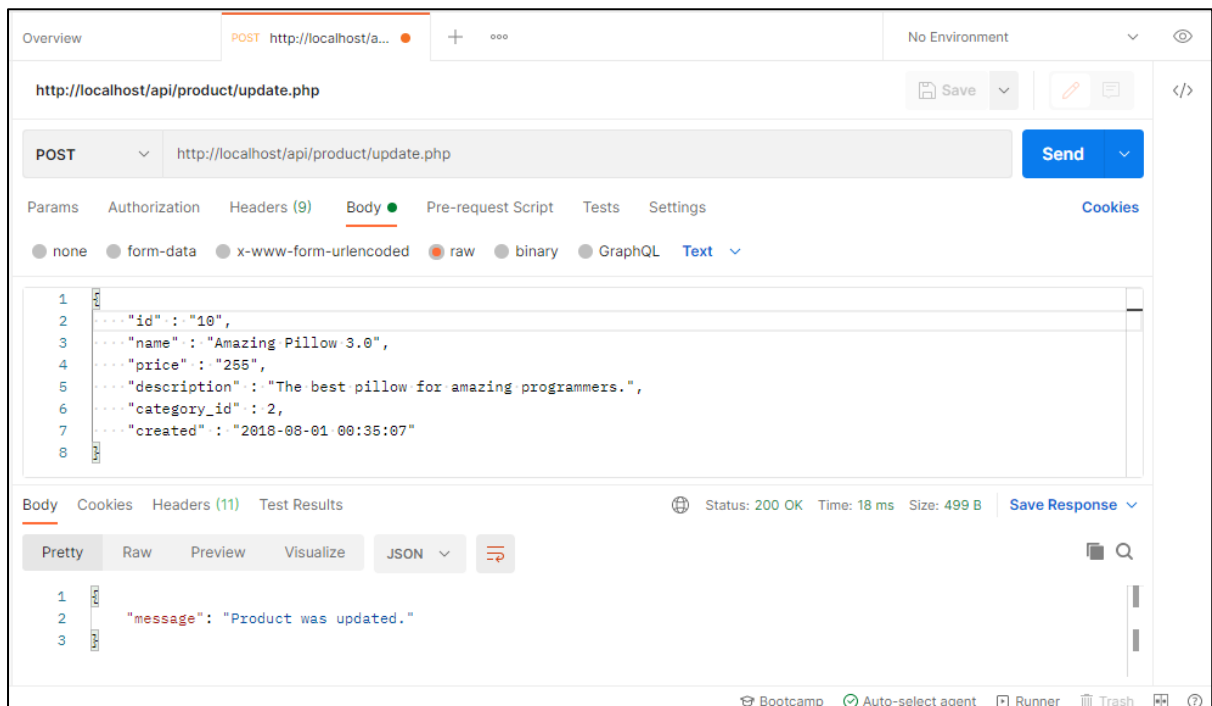 Overview POST http://localhost/a... No Environment
http://localhost/api/product/update.php Save </>
POST http://localhost/api/product/update.php Send
Params Authorization Headers (9) Body Pre-request Script Tests Settings Cookies
none form-data x-www-form-urlencoded raw binary GraphQL Text
1 {
2 "id" : "10",
3 "name" : "Amazing Pillow 3.0",
4 "price" : "255",
5 "description" : "The best pillow for amazing programmers.",
6 "category_id" : 2,
7 "created" : "2018-08-01 00:35:07"
8 }
Body Cookies Headers (11) Test Results Status: 200 OK Time: 18 ms Size: 499 B Save Response
Pretty Raw Preview Visualize JSON
1 {
2 "message": "Product was updated."
3 }
Bootcamp Auto-select agent Runner Trash